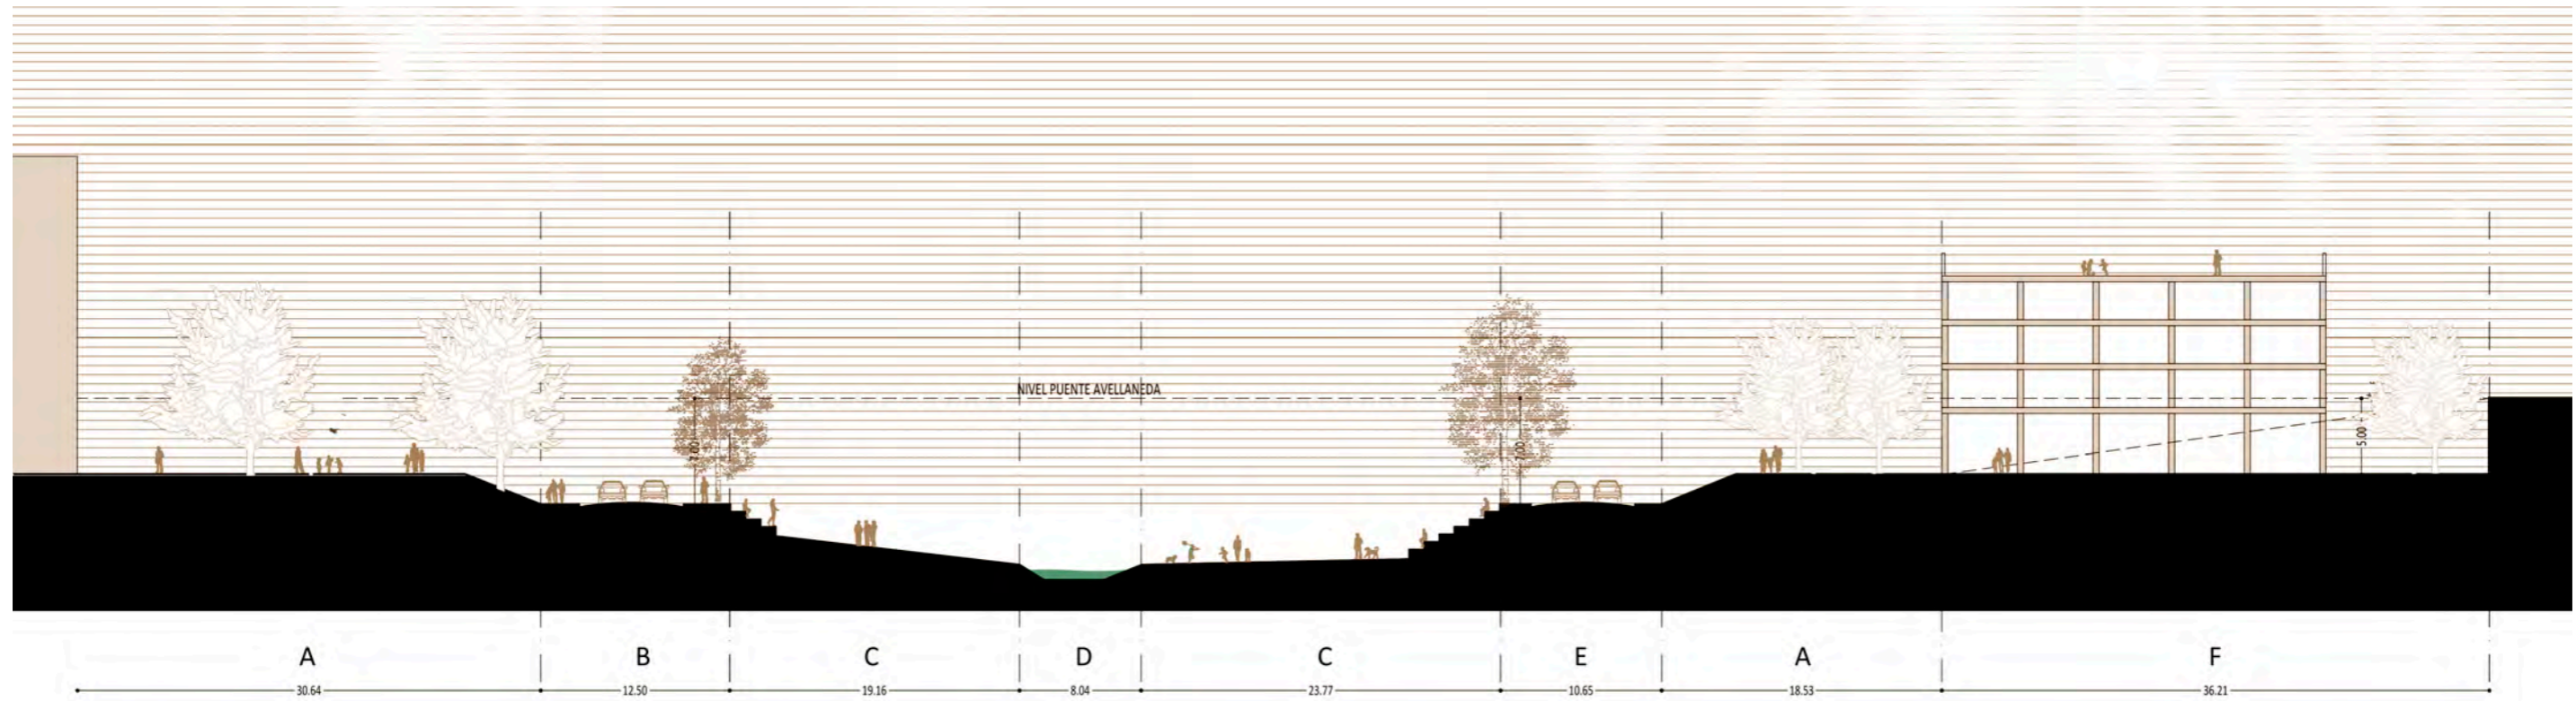 NIVEL PUENTE AVELLANEDA
7.00
7.00
5.00
A
B
C
D
C
E
A
F
30.64
12.50
19.16
8.04
23.77
10.65
18.53
36.21